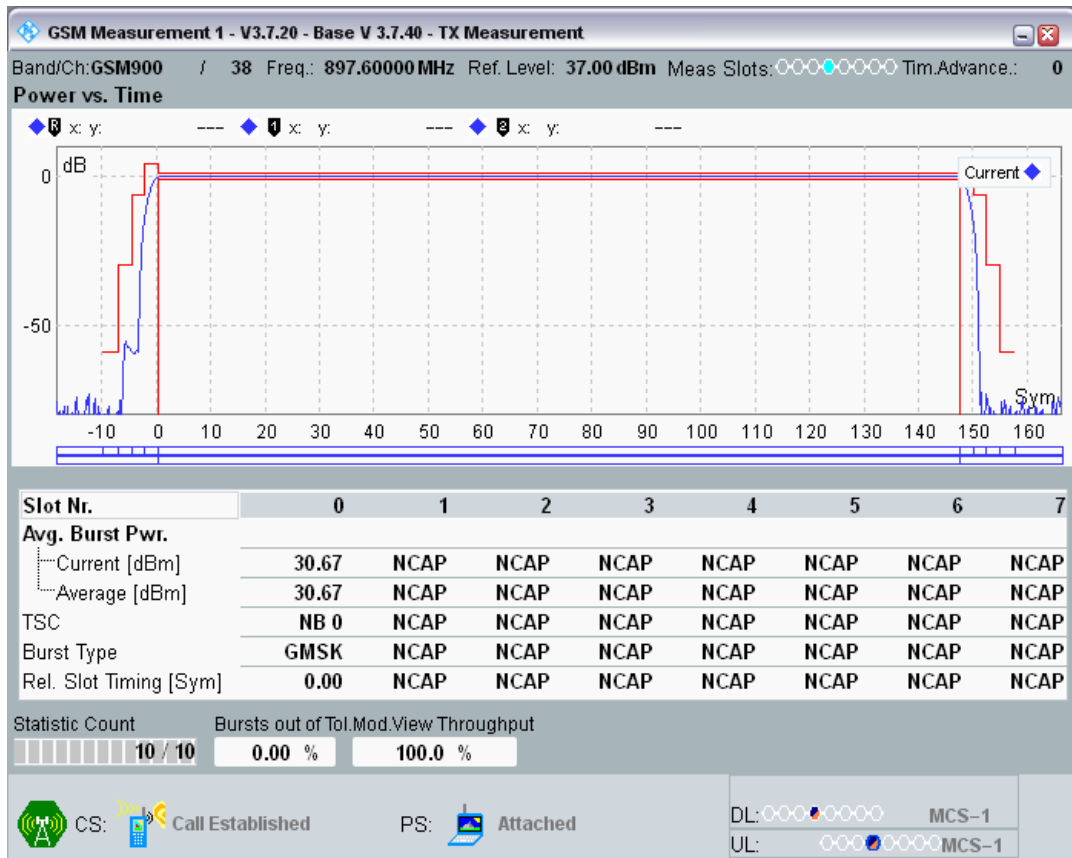 GSM Measurement 1 - V3.7.20 - Base V 3.7.40 - TX Measurement
Band/Ch:GSM900 / 38 Freq.: 897.60000 MHz Ref. Level: 37.00 dBm Meas Slots: Tim.Advance.: 0
Power vs. Time
R x: y: --- 1 x: y: --- 2 x: y: ---
dB
Current
0
-50
Sym
-10 0 10 20 30 40 50 60 70 80 90 100 110 120 130 140 150 160
Slot Nr. 0 1 2 3 4 5 6 7
Avg. Burst Pwr.
Current [dBm] 30.67 NCAP NCAP NCAP NCAP NCAP NCAP NCAP
Average [dBm] 30.67 NCAP NCAP NCAP NCAP NCAP NCAP NCAP
TSC NB 0 NCAP NCAP NCAP NCAP NCAP NCAP NCAP
Burst Type GMSK NCAP NCAP NCAP NCAP NCAP NCAP NCAP
Rel. Slot Timing [Sym] 0.00 NCAP NCAP NCAP NCAP NCAP NCAP NCAP
Statistic Count Bursts out of Tol.Mod.View Throughput
10 / 10 0.00 % 100.0 %
CS: Call Established PS: Attached
DL: MCS-1
UL: MCS-1